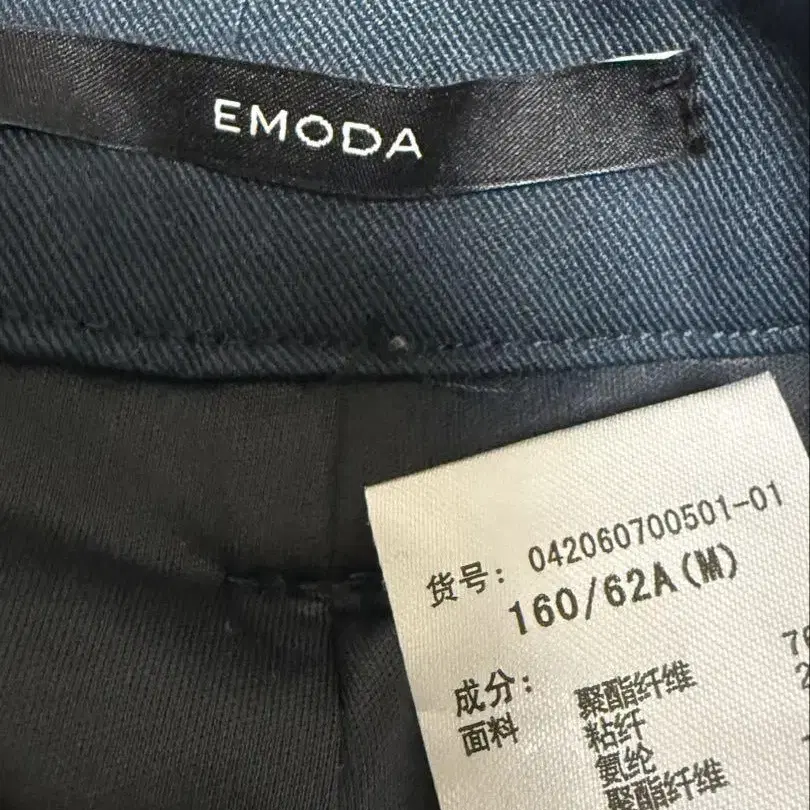 EMODA
货号: 042060700501-01
160/62A(M)
成分:
面料 聚酯纤维
粘纤
氨纶
聚酯纤维